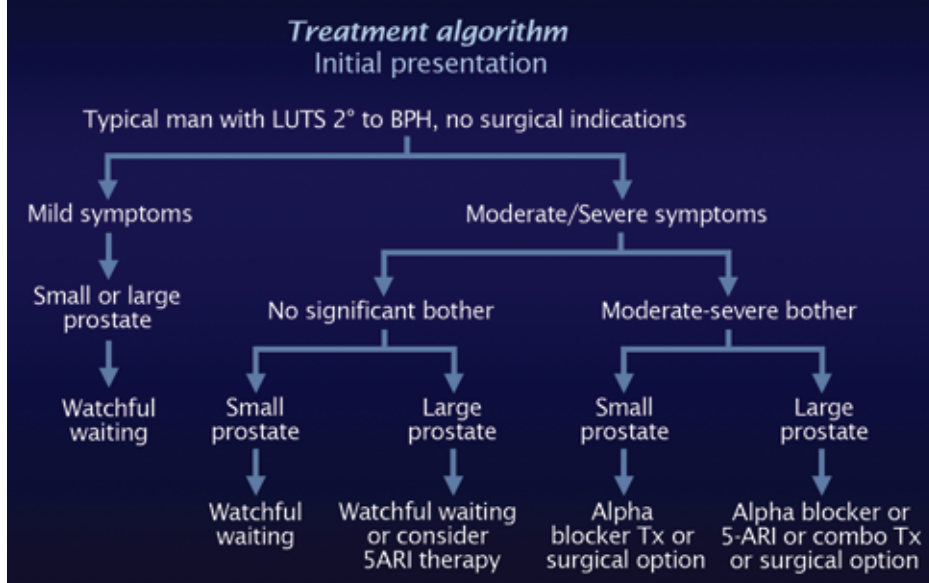 Treatment algorithm
Initial presentation
Typical man with LUTS 2° to BPH, no surgical indications
Mild symptoms
Moderate/Severe symptoms
Small or large
prostate
No significant bother
Moderate-severe bother
Watchful
waiting
Small
prostate
Large
prostate
Small
prostate
Large
prostate
Watchful
waiting
Watchful waiting
or consider
5ARI therapy
Alpha
blocker Tx or
surgical option
Alpha blocker or
5-ARI or combo Tx
or surgical option